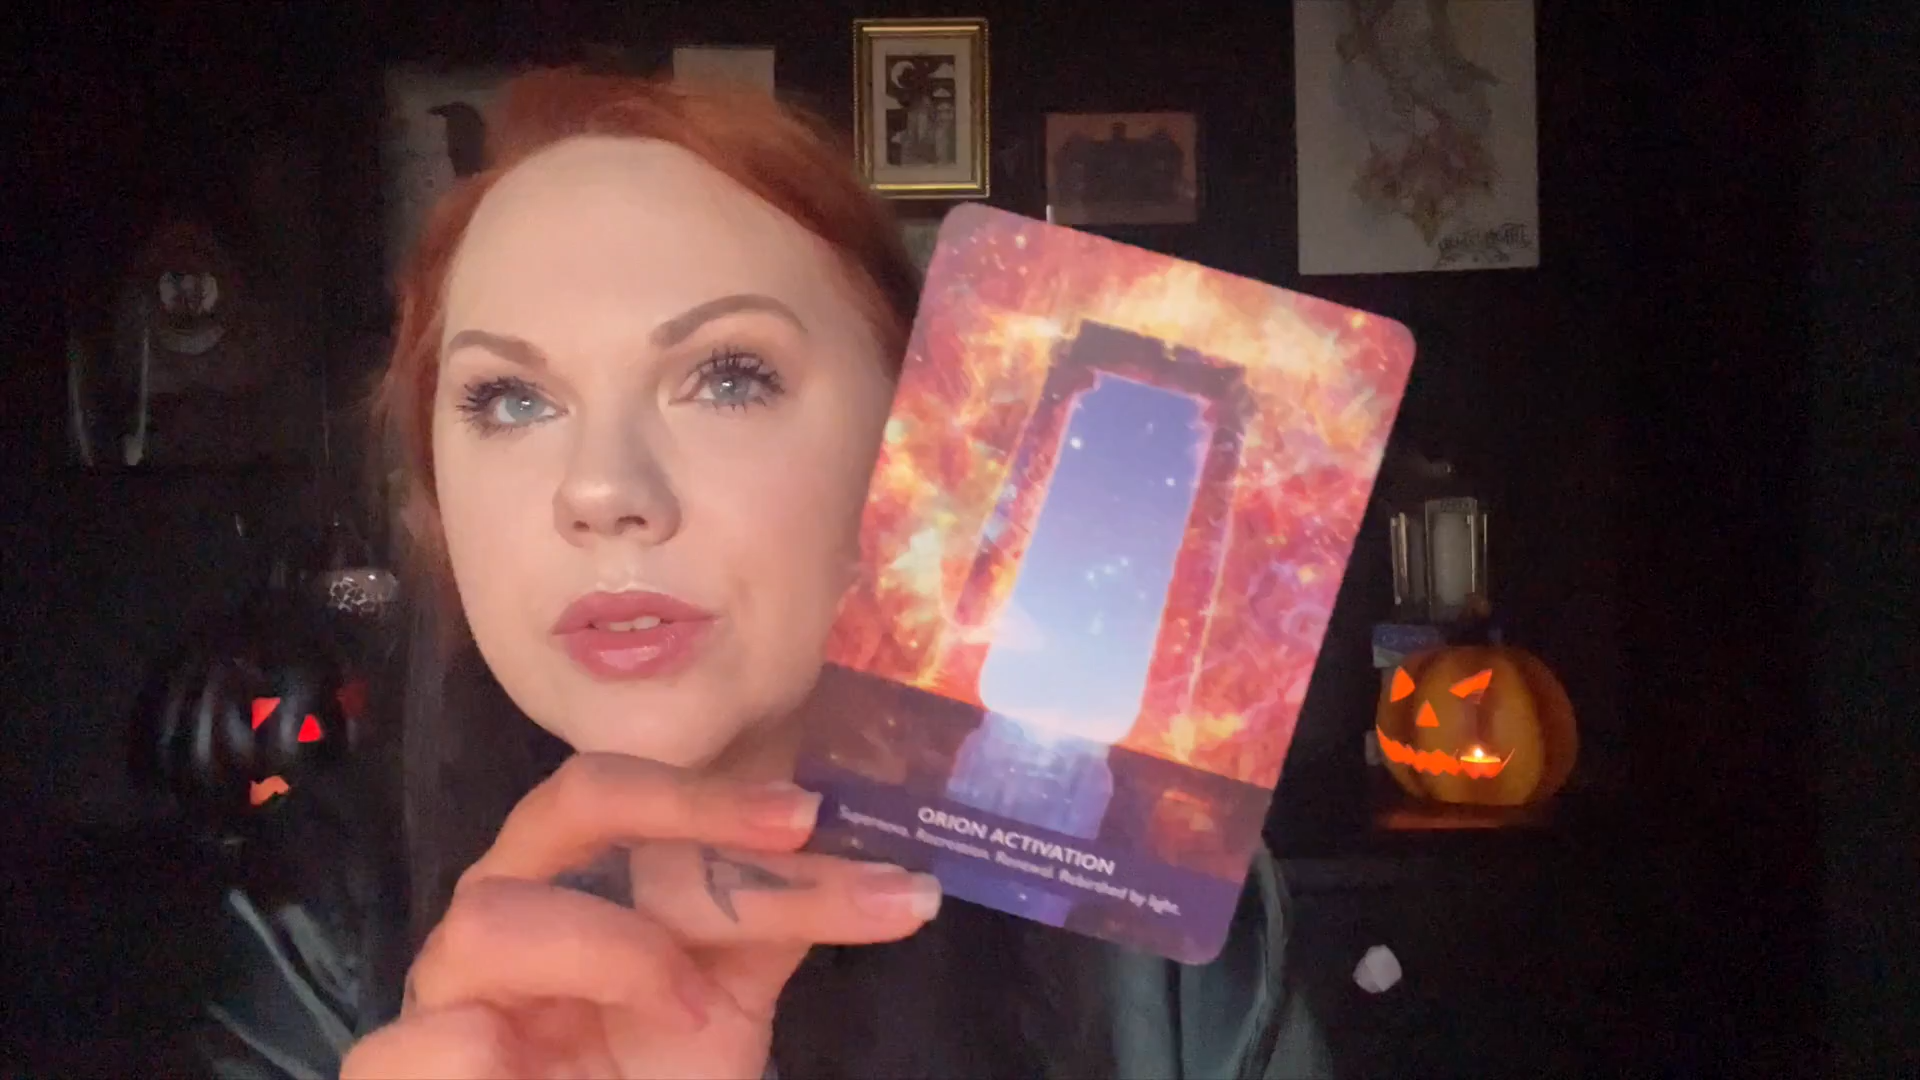 ORION ACTIVATION
Supernova. Recreation. Renewal. Rebirthed by light.